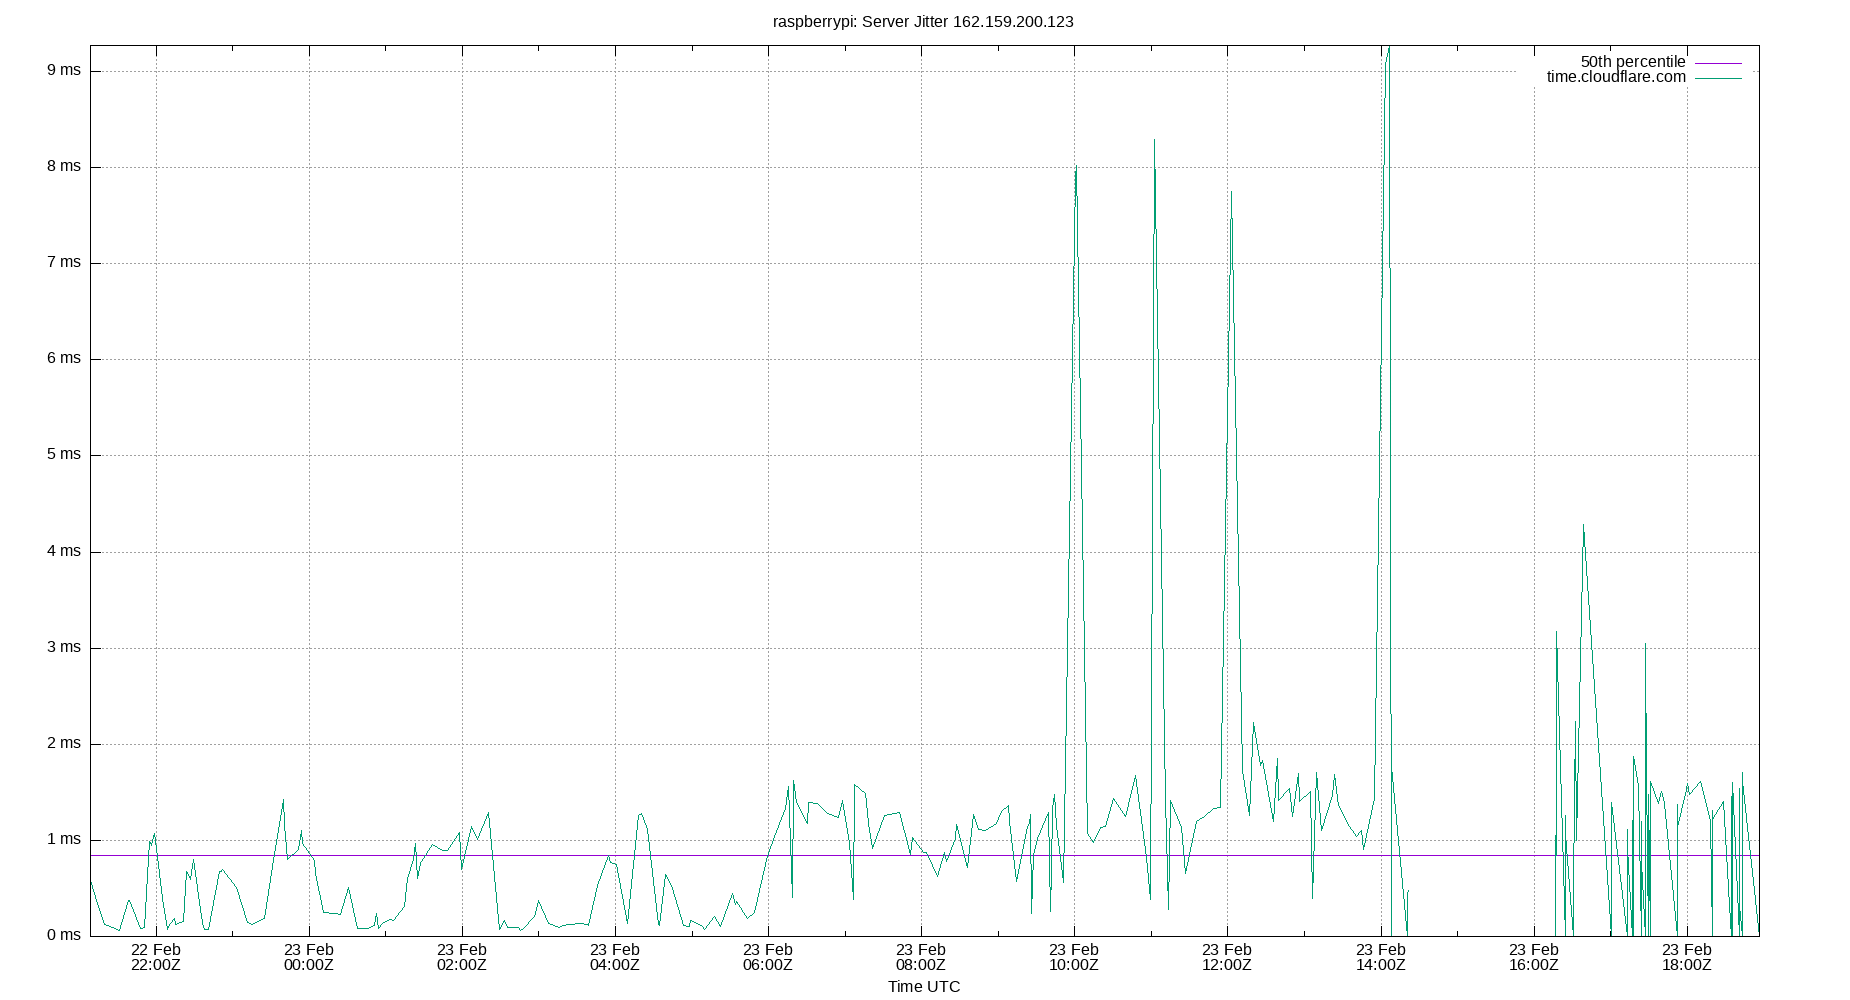 raspberrypi: Server Jitter 162.159.200.123
50th percentile
time.cloudflare.com
9 ms
8 ms
7 ms
6 ms
5 ms
4 ms
3 ms
2 ms
1 ms
0 ms
22 Feb 23 Feb 23 Feb 23 Feb 23 Feb 23 Feb 23 Feb 23 Feb 23 Feb 23 Feb 23 Feb
22:00Z 00:00Z 02:00Z 04:00Z 06:00Z 08:00Z 10:00Z 12:00Z 14:00Z 16:00Z 18:00Z
Time UTC